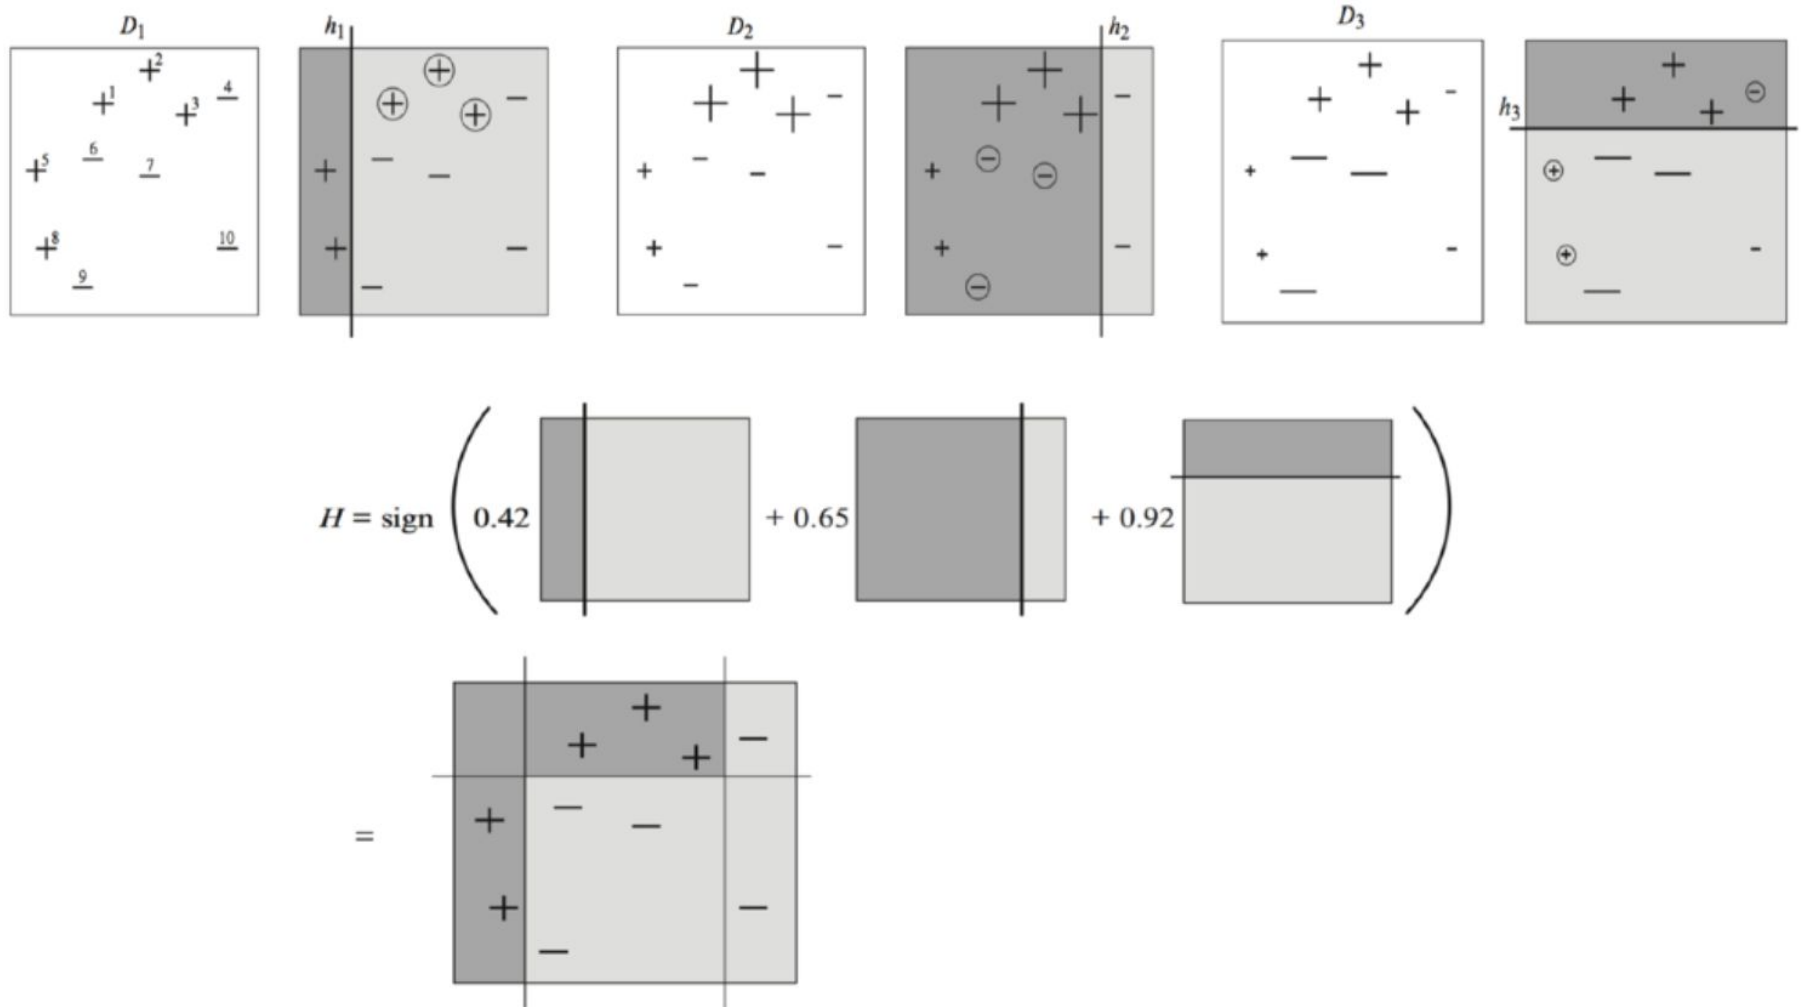 D₁ h₁ D₂ h₂ D₃
+1 +2 +3 4 −
+5 6 − 7 −
+8 9 − 10 −
h₃
H = sign ( 0.42 + 0.65 + 0.92 )
=